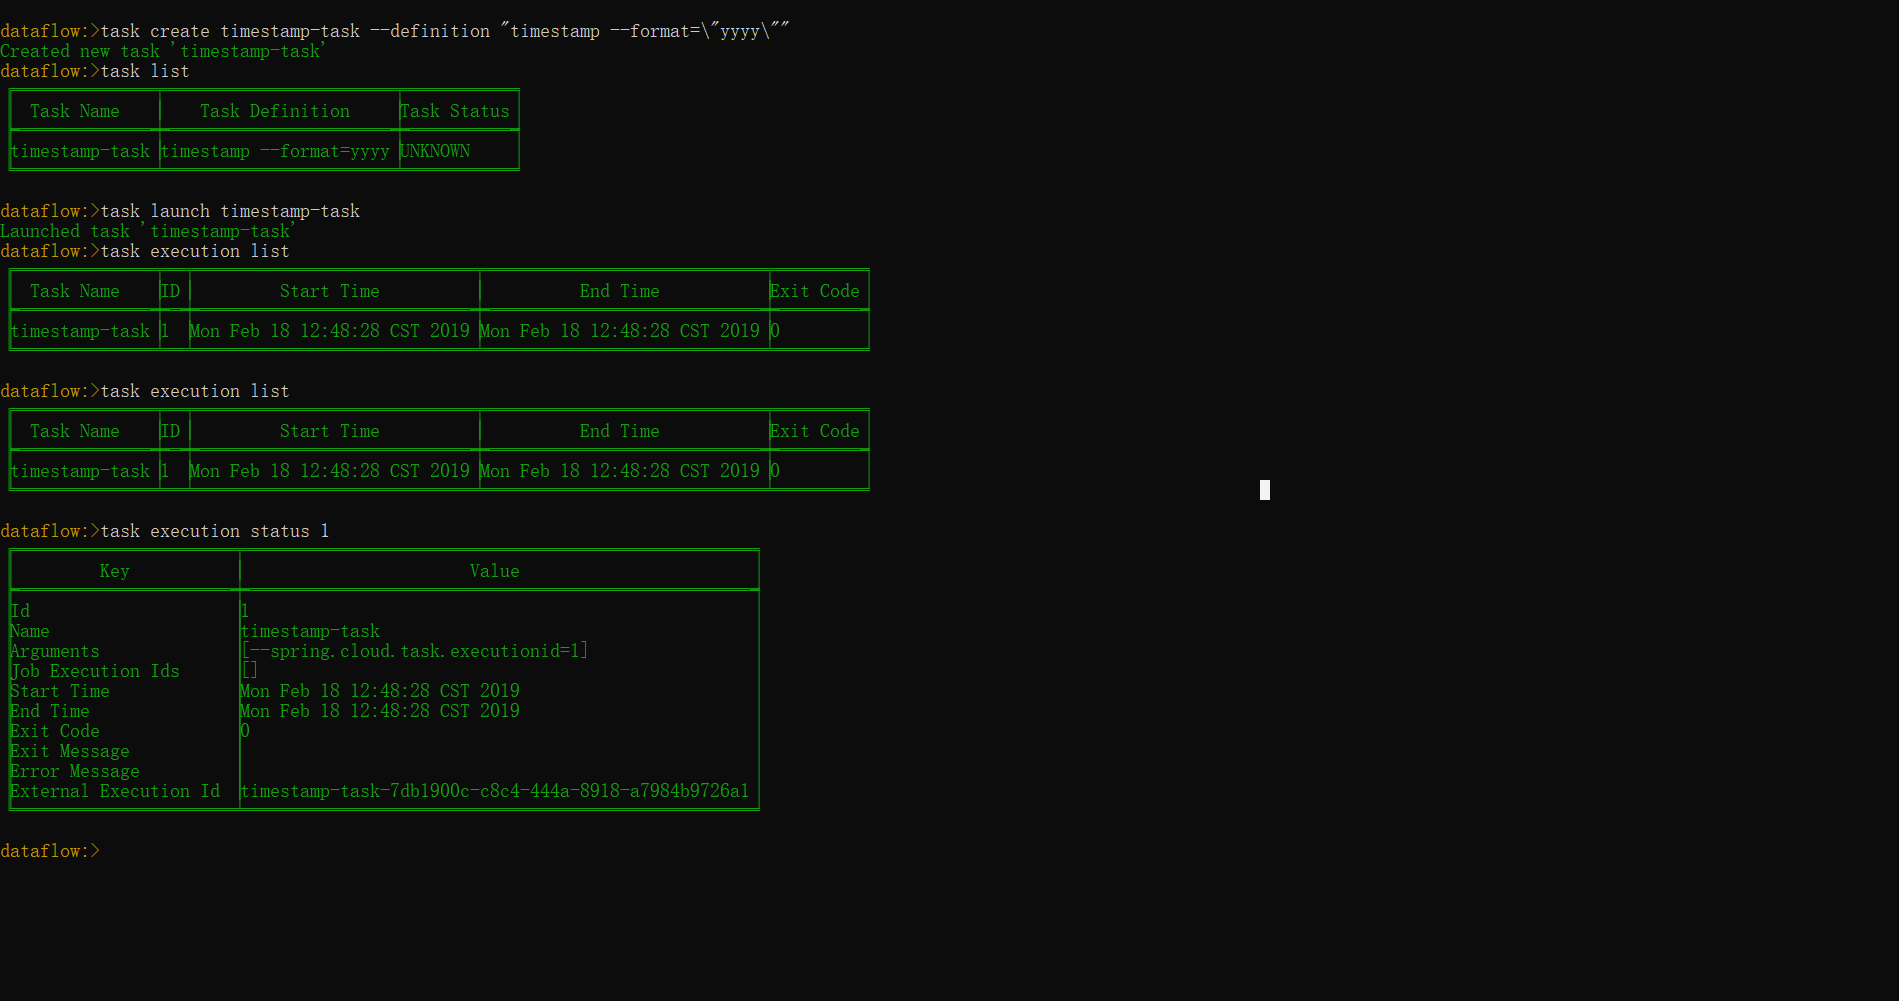 dataflow:>task create timestamp-task --definition "timestamp --format=\"yyyy\""
Created new task 'timestamp-task'
dataflow:>task list
Task Name Task Definition Task Status
timestamp-task timestamp --format=yyyy UNKNOWN
dataflow:>task launch timestamp-task
Launched task 'timestamp-task'
dataflow:>task execution list
Task Name ID Start Time End Time Exit Code
timestamp-task 1 Mon Feb 18 12:48:28 CST 2019 Mon Feb 18 12:48:28 CST 2019 0
dataflow:>task execution list
Task Name ID Start Time End Time Exit Code
timestamp-task 1 Mon Feb 18 12:48:28 CST 2019 Mon Feb 18 12:48:28 CST 2019 0
dataflow:>task execution status 1
Key Value
Id 1
Name timestamp-task
Arguments [--spring.cloud.task.executionid=1]
Job Execution Ids []
Start Time Mon Feb 18 12:48:28 CST 2019
End Time Mon Feb 18 12:48:28 CST 2019
Exit Code 0
Exit Message
Error Message
External Execution Id timestamp-task-7db1900c-c8c4-444a-8918-a7984b9726a1
dataflow:>